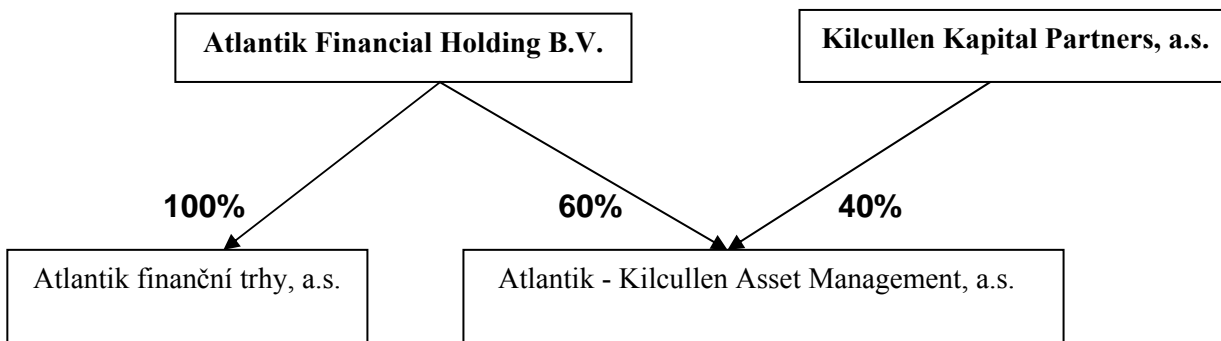 Atlantik Financial Holding B.V.
Kilcullen Kapital Partners, a.s.
100%
60%
40%
Atlantik finanční trhy, a.s.
Atlantik - Kilcullen Asset Management, a.s.